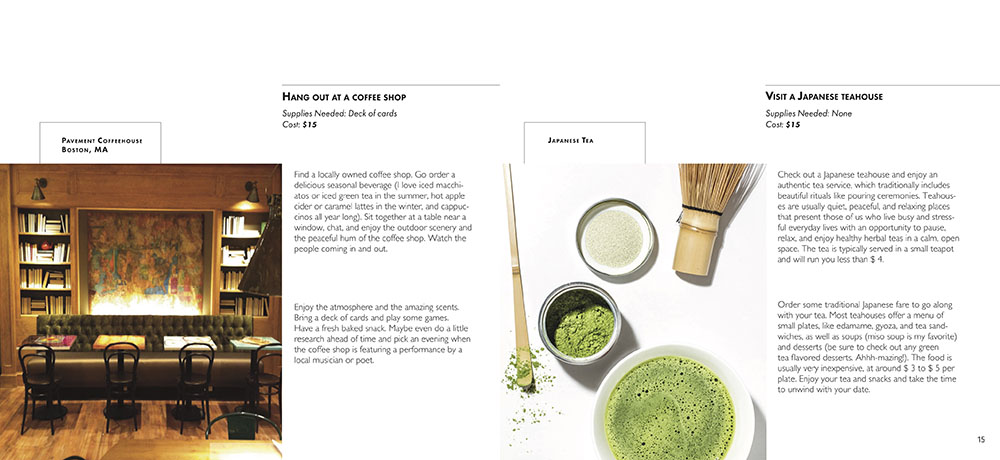 HANG OUT AT A COFFEE SHOP
Supplies Needed: Deck of cards
Cost: $15
PAVEMENT COFFEEHOUSE
BOSTON, MA
Find a locally owned coffee shop. Go order a
delicious seasonal beverage (I love iced macchi-
atos or iced green tea in the summer, hot apple
cider or caramel lattes in the winter, and cappuc-
cinos all year long). Sit together at a table near a
window, chat, and enjoy the outdoor scenery and
the peaceful hum of the coffee shop. Watch the
people coming in and out.
Enjoy the atmosphere and the amazing scents.
Bring a deck of cards and play some games.
Have a fresh baked snack. Maybe even do a little
research ahead of time and pick an evening when
the coffee shop is featuring a performance by a
local musician or poet.
VISIT A JAPANESE TEAHOUSE
Supplies Needed: None
Cost: $15
JAPANESE TEA
Check out a Japanese teahouse and enjoy an
authentic tea service, which traditionally includes
beautiful rituals like pouring ceremonies. Teahous-
es are usually quiet, peaceful, and relaxing places
that present those of us who live busy and stress-
ful everyday lives with an opportunity to pause,
relax, and enjoy healthy herbal teas in a calm, open
space. The tea is typically served in a small teapot
and will run you less than $ 4.
Order some traditional Japanese fare to go along
with your tea. Most teahouses offer a menu of
small plates, like edamame, gyoza, and tea sand-
wiches, as well as soups (miso soup is my favorite)
and desserts (be sure to check out any green
tea flavored desserts. Ahhh-mazing!). The food is
usually very inexpensive, at around $ 3 to $ 5 per
plate. Enjoy your tea and snacks and take the time
to unwind with your date.
15